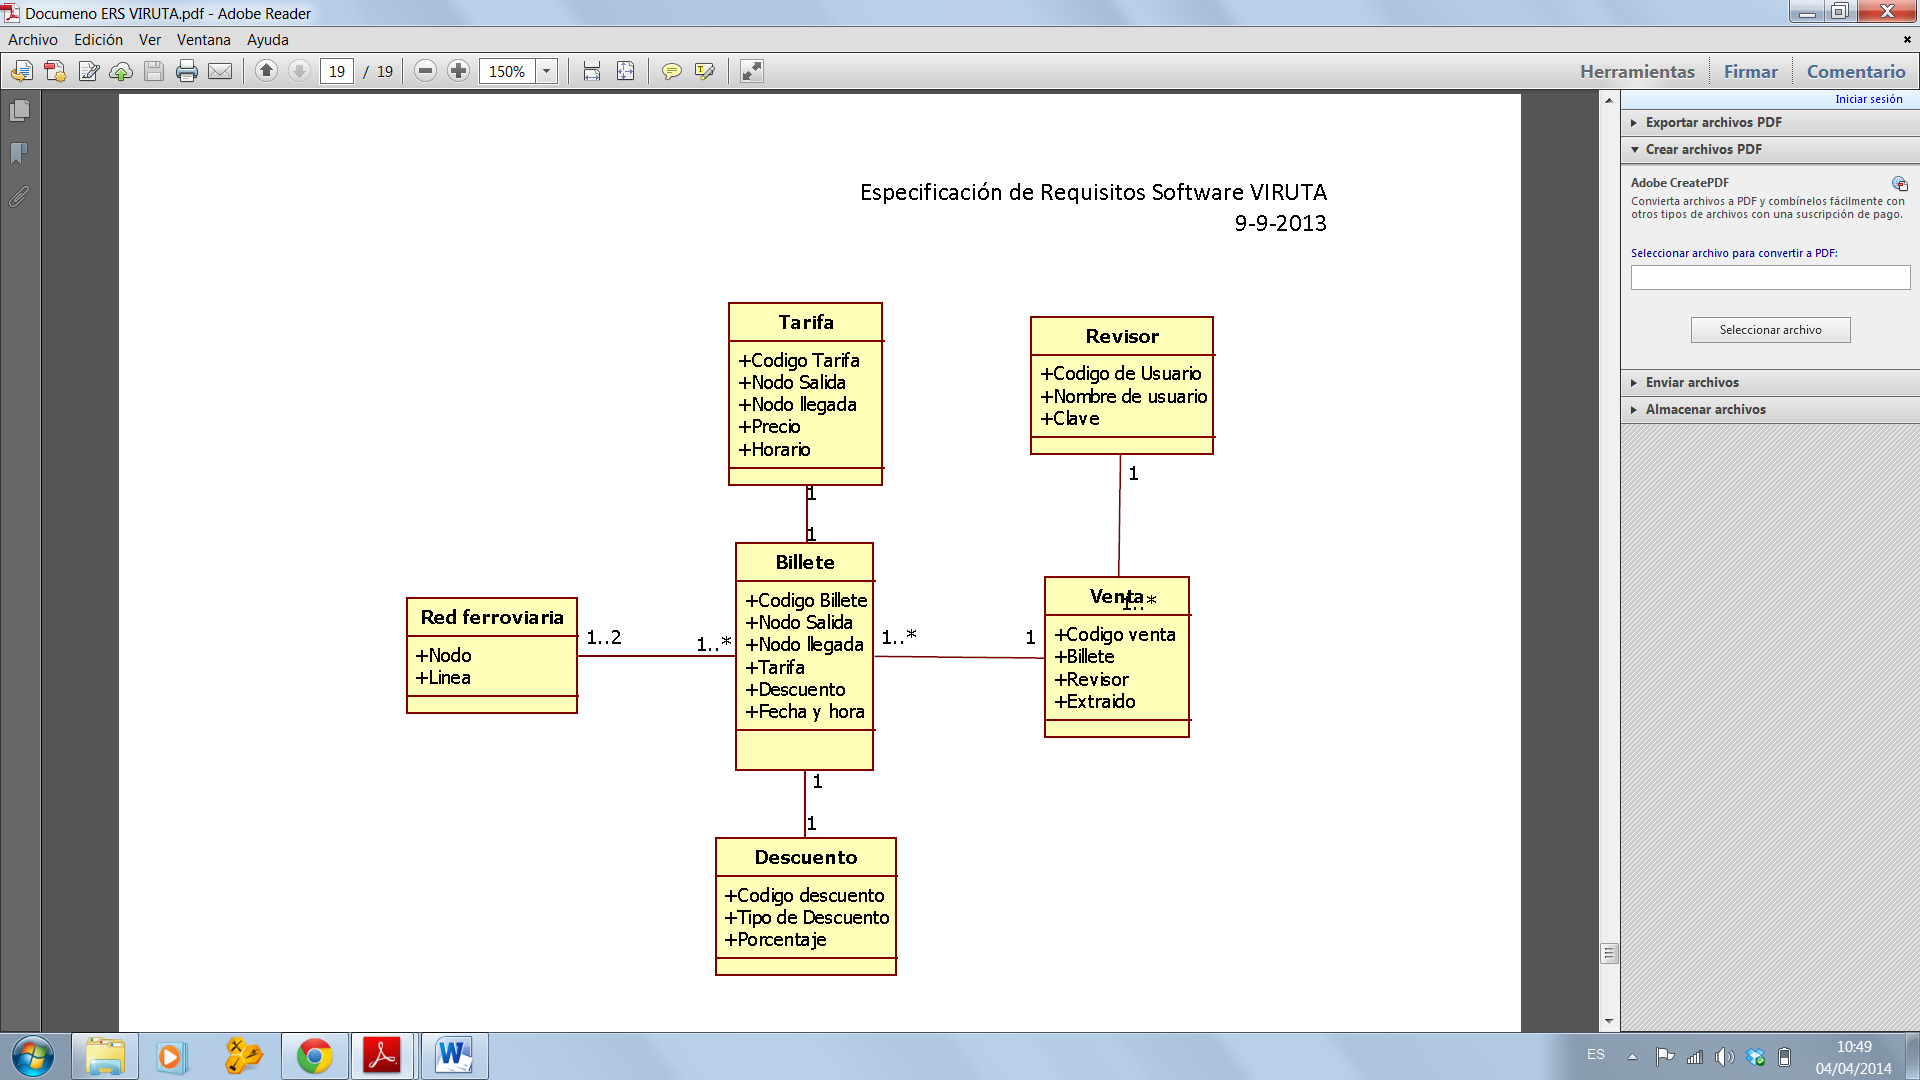 Documeno ERS VIRUTA.pdf - Adobe Reader
Archivo Edición Ver Ventana Ayuda
19 / 19 150% Herramientas Firmar Comentario
Iniciar sesión
Exportar archivos PDF
Crear archivos PDF
Adobe CreatePDF
Convierta archivos a PDF y combínelos fácilmente con
otros tipos de archivos con una suscripción de pago.
Seleccionar archivo para convertir a PDF:
Seleccionar archivo
Enviar archivos
Almacenar archivos
Especificación de Requisitos Software VIRUTA
9-9-2013
Tarifa
+Codigo Tarifa
+Nodo Salida
+Nodo llegada
+Precio
+Horario
1
1
Revisor
+Codigo de Usuario
+Nombre de usuario
+Clave
1
1..*
Billete
+Codigo Billete
+Nodo Salida
+Nodo llegada
+Tarifa
+Descuento
+Fecha y hora
Red ferroviaria
+Nodo
+Linea
1..2 1..*
1..* 1
Venta
+Codigo venta
+Billete
+Revisor
+Extraido
1
1
Descuento
+Codigo descuento
+Tipo de Descuento
+Porcentaje
ES
10:49
04/04/2014